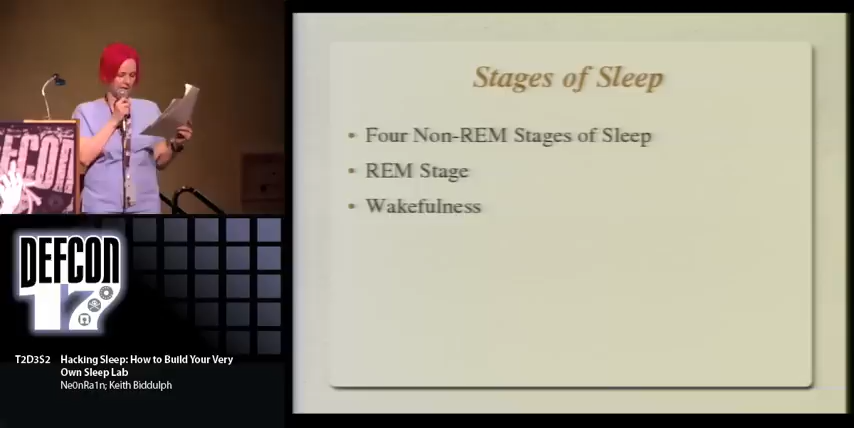 EFCON
DEFCON
17
T2D3S2 Hacking Sleep: How to Build Your Very
Own Sleep Lab
Ne0nRa1n; Keith Biddulph
Stages of Sleep
• Four Non-REM Stages of Sleep
• REM Stage
• Wakefulness